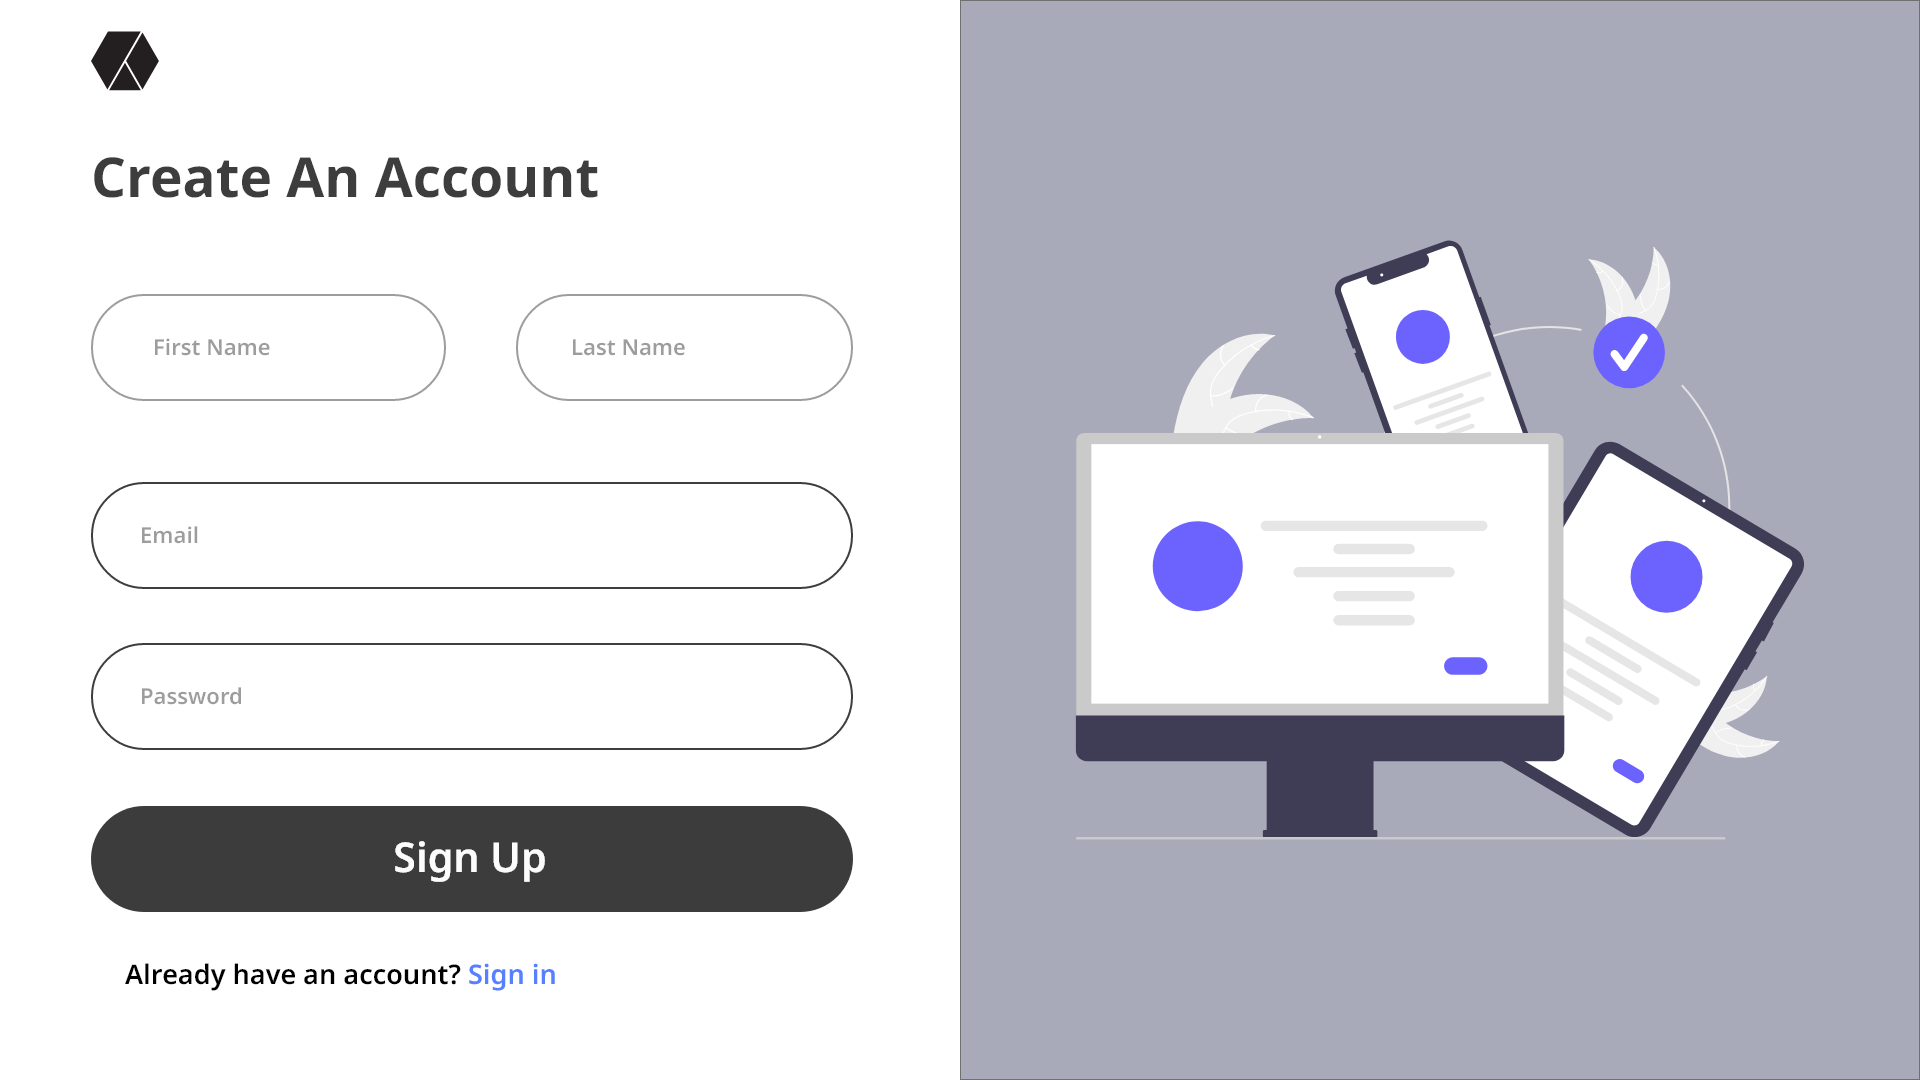 Create An Account
First Name
Last Name
Email
Password
Sign Up
Already have an account? Sign in